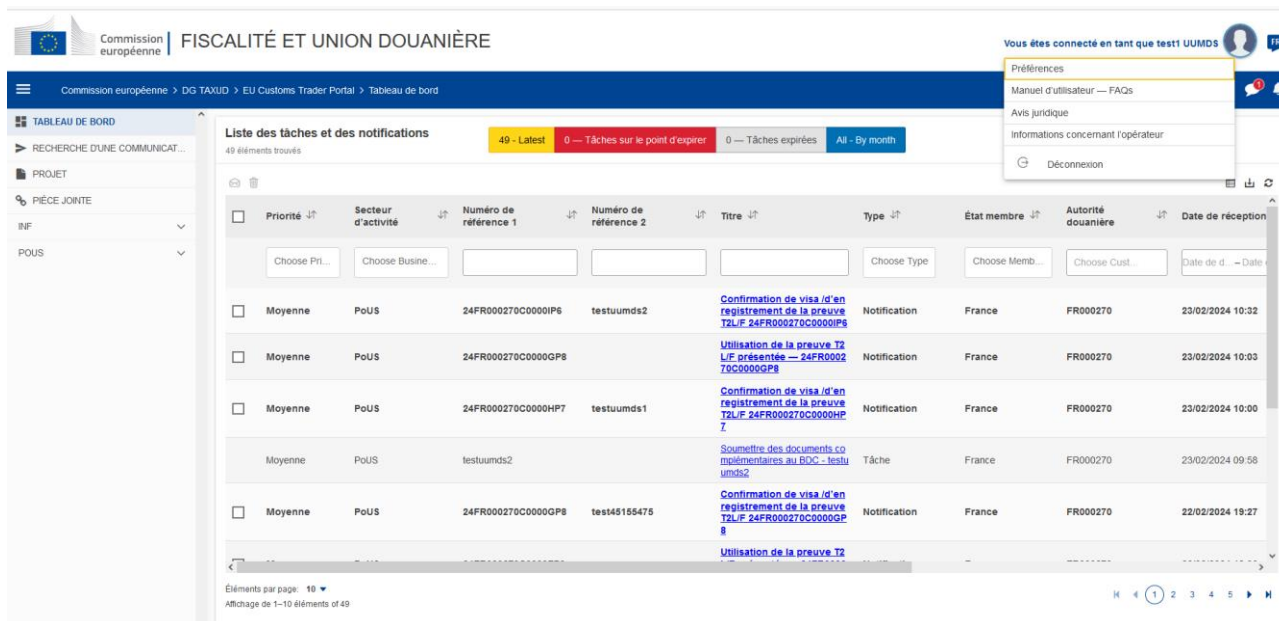 Commission
européenne
FISCALITÉ ET UNION DOUANIÈRE
Vous êtes connecté en tant que test1 UUMDS
FR
Préférences
Manuel d'utilisateur — FAQs
Avis juridique
Informations concernant l'opérateur
Déconnexion
Commission européenne > DG TAXUD > EU Customs Trader Portal > Tableau de bord
TABLEAU DE BORD
RECHERCHE D'UNE COMMUNICAT...
PROJET
PIÈCE JOINTE
INF
POUS
Liste des tâches et des notifications
49 éléments trouvés
49 - Latest
0 — Tâches sur le point d'expirer
0 — Tâches expirées
All - By month
Priorité
Secteur
d'activité
Numéro de
référence 1
Numéro de
référence 2
Titre
Type
État membre
Autorité
douanière
Date de réception
Choose Pri...
Choose Busine...
Choose Type
Choose Memb...
Choose Cust...
Date de d... – Date
Moyenne
PoUS
24FR000270C0000IP6
testuumds2
Confirmation de visa /d'en
registrement de la preuve
T2L/F 24FR000270C0000IP6
Notification
France
FR000270
23/02/2024 10:32
Moyenne
PoUS
24FR000270C0000GP8
Utilisation de la preuve T2
L/F présentée — 24FR0002
70C0000GP8
Notification
France
FR000270
23/02/2024 10:03
Moyenne
PoUS
24FR000270C0000HP7
testuumds1
Confirmation de visa /d'en
registrement de la preuve
T2L/F 24FR000270C0000HP
7
Notification
France
FR000270
23/02/2024 10:00
Moyenne
PoUS
testuumds2
Soumettre des documents co
mplémentaires au BDC - testu
umds2
Tâche
France
FR000270
23/02/2024 09:58
Moyenne
PoUS
24FR000270C0000GP8
test45155475
Confirmation de visa /d'en
registrement de la preuve
T2L/F 24FR000270C0000GP
8
Notification
France
FR000270
22/02/2024 19:27
Utilisation de la preuve T2
Éléments par page: 10
Affichage de 1–10 éléments of 49
1 2 3 4 5